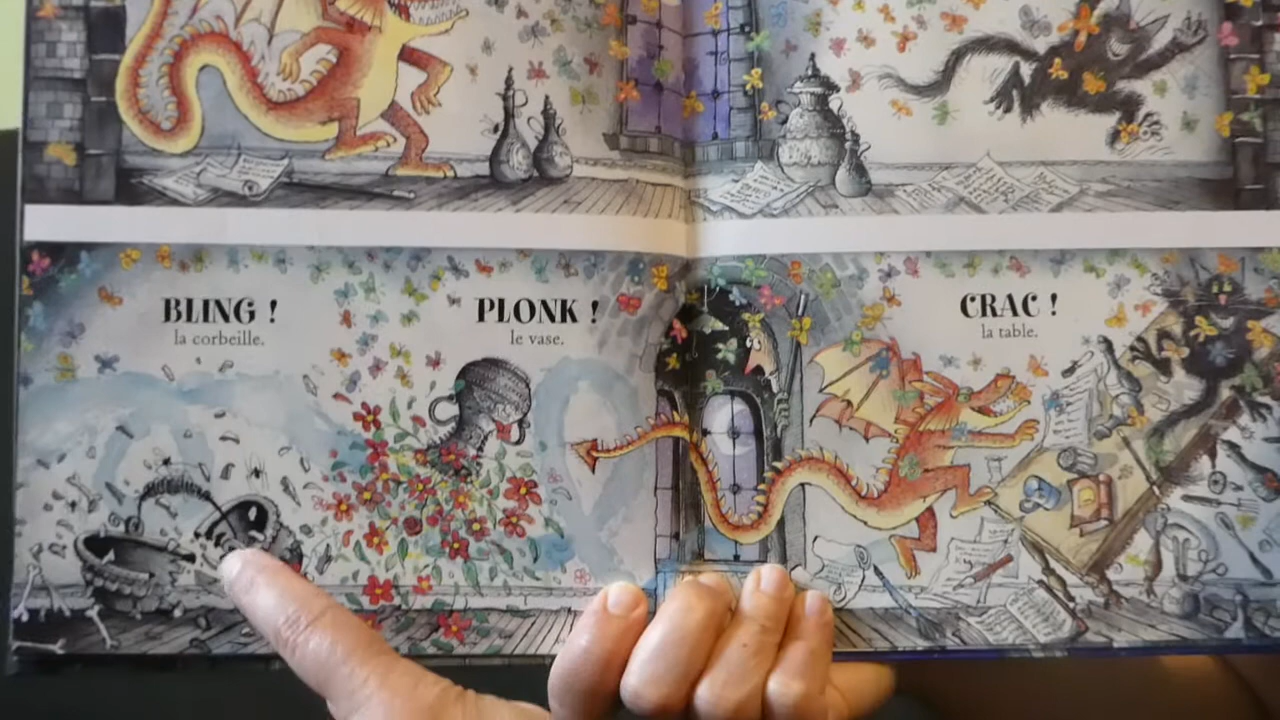 BLING !
la corbeille.
PLONK !
le vase.
CRAC !
la table.